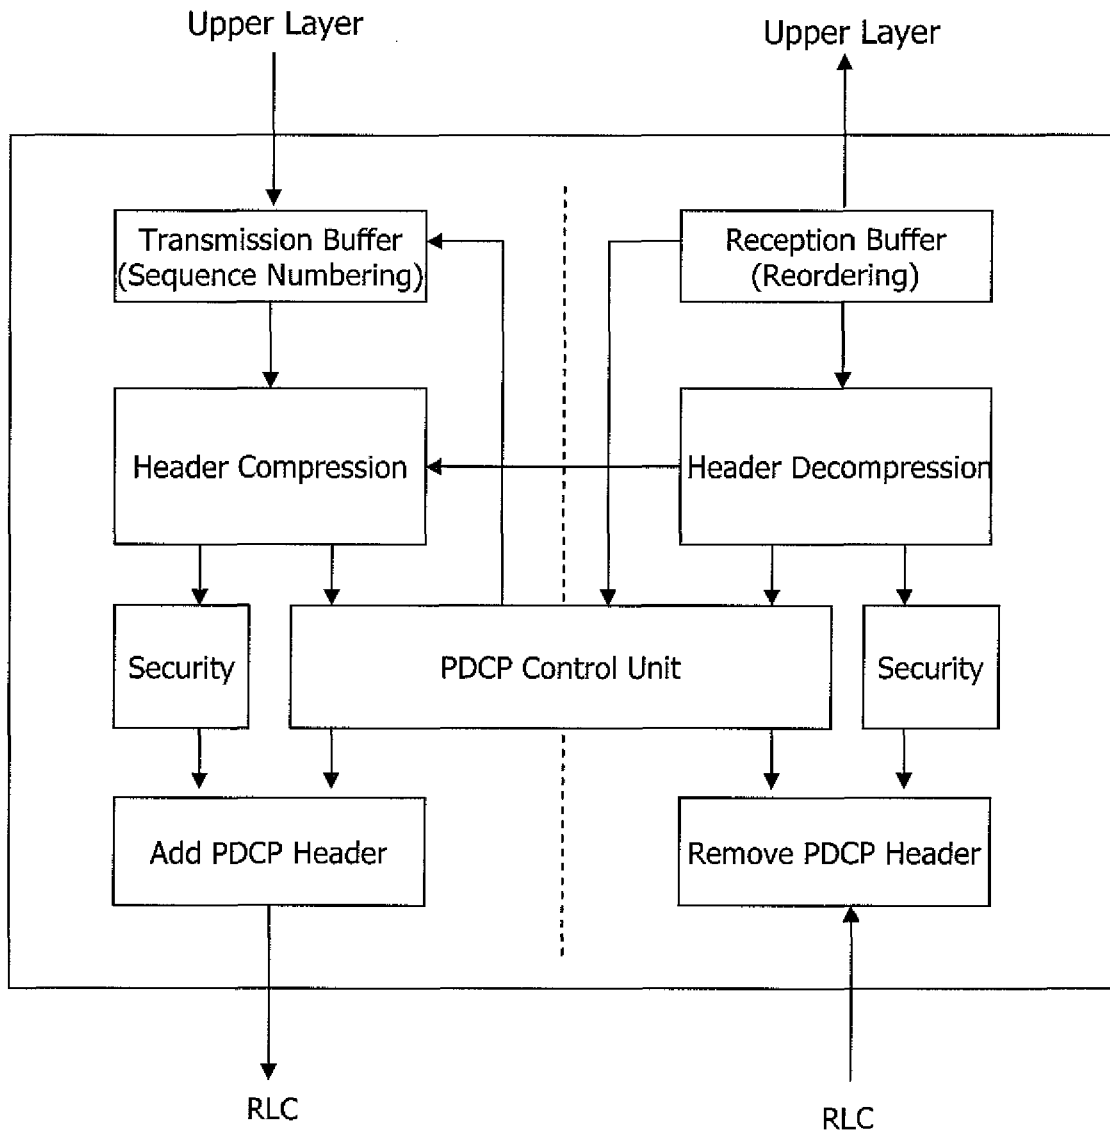 Upper Layer
Upper Layer
Transmission Buffer
(Sequence Numbering)
Reception Buffer
(Reordering)
Header Compression
Header Decompression
Security
PDCP Control Unit
Security
Add PDCP Header
Remove PDCP Header
RLC
RLC